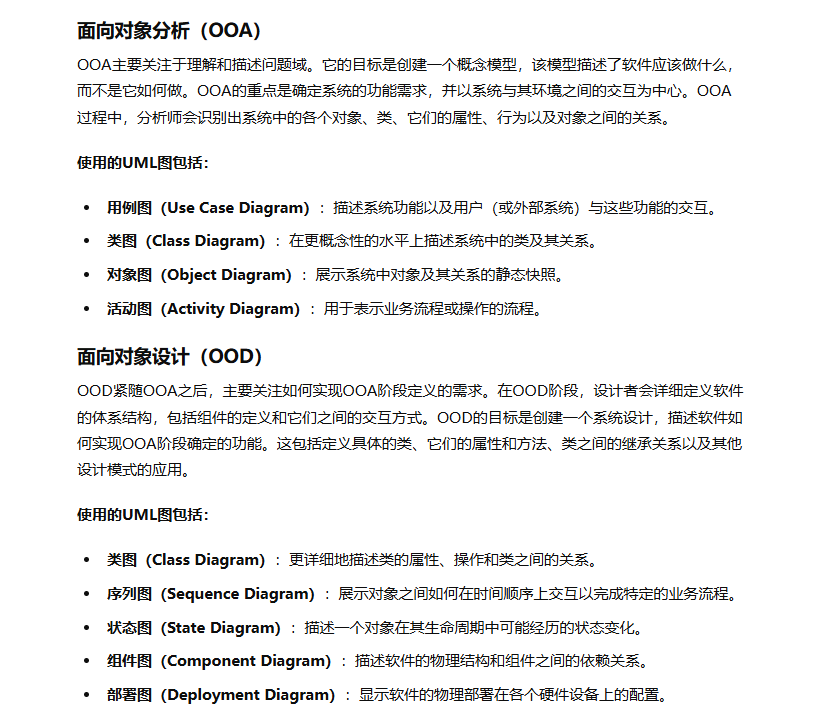 面向对象分析（OOA）
OOA主要关注于理解和描述问题域。它的目标是创建一个概念模型，该模型描述了软件应该做什么，
而不是它如何做。OOA的重点是确定系统的功能需求，并以系统与其环境之间的交互为中心。OOA
过程中，分析师会识别出系统中的各个对象、类、它们的属性、行为以及对象之间的关系。
使用的UML图包括：
• 用例图（Use Case Diagram）：描述系统功能以及用户（或外部系统）与这些功能的交互。
• 类图（Class Diagram）：在更概念性的水平上描述系统中的类及其关系。
• 对象图（Object Diagram）：展示系统中对象及其关系的静态快照。
• 活动图（Activity Diagram）：用于表示业务流程或操作的流程。
面向对象设计（OOD）
OOD紧随OOA之后，主要关注如何实现OOA阶段定义的需求。在OOD阶段，设计者会详细定义软件
的体系结构，包括组件的定义和它们之间的交互方式。OOD的目标是创建一个系统设计，描述软件如
何实现OOA阶段确定的功能。这包括定义具体的类、它们的属性和方法、类之间的继承关系以及其他
设计模式的应用。
使用的UML图包括：
• 类图（Class Diagram）：更详细地描述类的属性、操作和类之间的关系。
• 序列图（Sequence Diagram）：展示对象之间如何在时间顺序上交互以完成特定的业务流程。
• 状态图（State Diagram）：描述一个对象在其生命周期中可能经历的状态变化。
• 组件图（Component Diagram）：描述软件的物理结构和组件之间的依赖关系。
• 部署图（Deployment Diagram）：显示软件的物理部署在各个硬件设备上的配置。